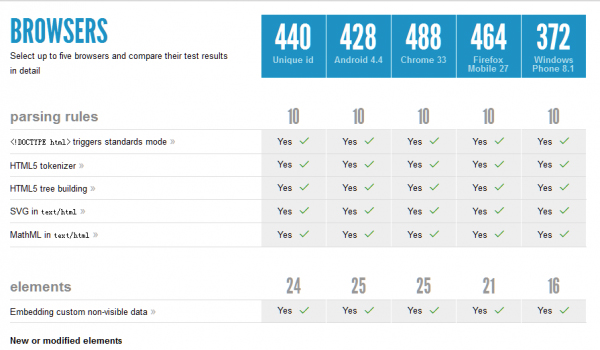 BROWSERS
Select up to five browsers and compare their test results
in detail
440 428 488 464 372
Unique id Android 4.4 Chrome 33 Firefox Mobile 27 Windows Phone 8.1
parsing rules 10 10 10 10 10
<!DOCTYPE html> triggers standards mode » Yes ✓ Yes ✓ Yes ✓ Yes ✓ Yes ✓
HTML5 tokenizer » Yes ✓ Yes ✓ Yes ✓ Yes ✓ Yes ✓
HTML5 tree building » Yes ✓ Yes ✓ Yes ✓ Yes ✓ Yes ✓
SVG in text/html » Yes ✓ Yes ✓ Yes ✓ Yes ✓ Yes ✓
MathML in text/html » Yes ✓ Yes ✓ Yes ✓ Yes ✓ Yes ✓
elements 24 25 25 21 16
Embedding custom non-visible data » Yes ✓ Yes ✓ Yes ✓ Yes ✓ Yes ✓
New or modified elements